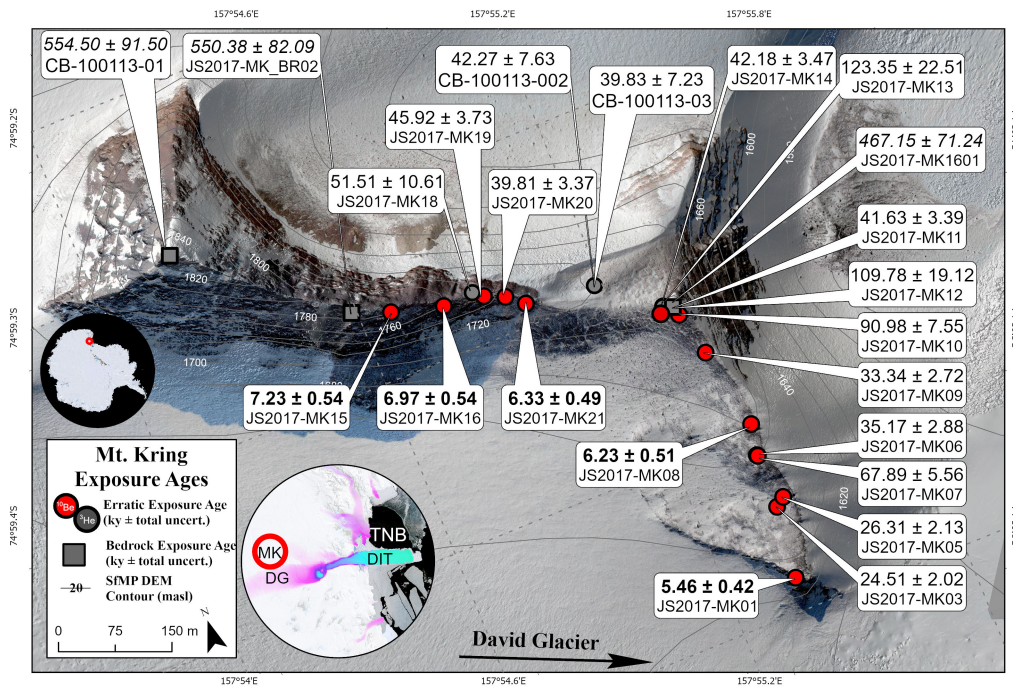 157°54.6'E
157°55.2'E
157°55.8'E
74°59.2'S
74°59.3'S
74°59.4'S
554.50 ± 91.50
CB-100113-01
550.38 ± 82.09
JS2017-MK_BR02
42.27 ± 7.63
CB-100113-002
39.83 ± 7.23
CB-100113-03
42.18 ± 3.47
JS2017-MK14
123.35 ± 22.51
JS2017-MK13
45.92 ± 3.73
JS2017-MK19
51.51 ± 10.61
JS2017-MK18
39.81 ± 3.37
JS2017-MK20
467.15 ± 71.24
JS2017-MK1601
41.63 ± 3.39
JS2017-MK11
109.78 ± 19.12
JS2017-MK12
90.98 ± 7.55
JS2017-MK10
33.34 ± 2.72
JS2017-MK09
35.17 ± 2.88
JS2017-MK06
67.89 ± 5.56
JS2017-MK07
26.31 ± 2.13
JS2017-MK05
24.51 ± 2.02
JS2017-MK03
7.23 ± 0.54
JS2017-MK15
6.97 ± 0.54
JS2017-MK16
6.33 ± 0.49
JS2017-MK21
6.23 ± 0.51
JS2017-MK08
5.46 ± 0.42
JS2017-MK01
1840
1820
1800
1780
1760
1720
1700
1660
1600
1640
1620
Mt. Kring
Exposure Ages
¹⁰Be
³He
Erratic Exposure Age
(ky ± total uncert.)
Bedrock Exposure Age
(ky ± total uncert.)
20
SfMP DEM
Contour (masl)
0 75 150 m
N
MK
DG
DIT
TNB
David Glacier
157°54'E
157°54.6'E
157°55.2'E